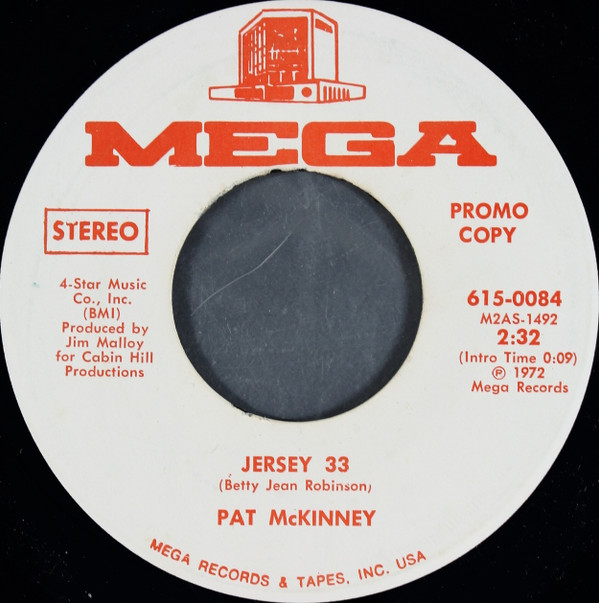 MEGA
STEREO
PROMO
COPY
4-Star Music
Co., Inc.
(BMI)
Produced by
Jim Malloy
for Cabin Hill
Productions
615-0084
M2AS-1492
2:32
(Intro Time 0:09)
℗ 1972
Mega Records
JERSEY 33
(Betty Jean Robinson)
PAT McKINNEY
MEGA RECORDS & TAPES, INC. USA